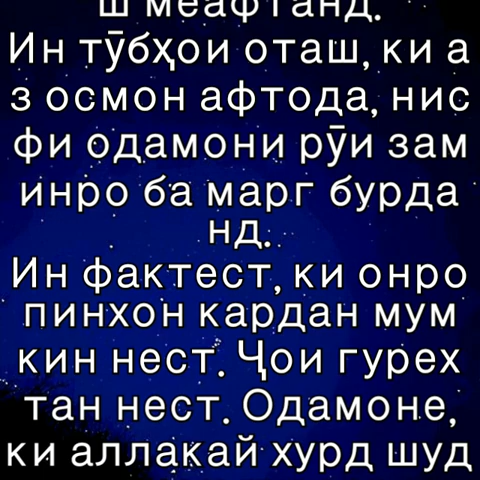 ш меафтанд.
Ин тӯбҳои оташ, ки а
з осмон афтода, нис
фи одамони рӯи зам
инро ба марг бурда
нд.
Ин фактест, ки онро
пинхон кардан мум
кин нест. Ҷои гурех
тан нест. Одамоне,
ки аллакай хурд шуд